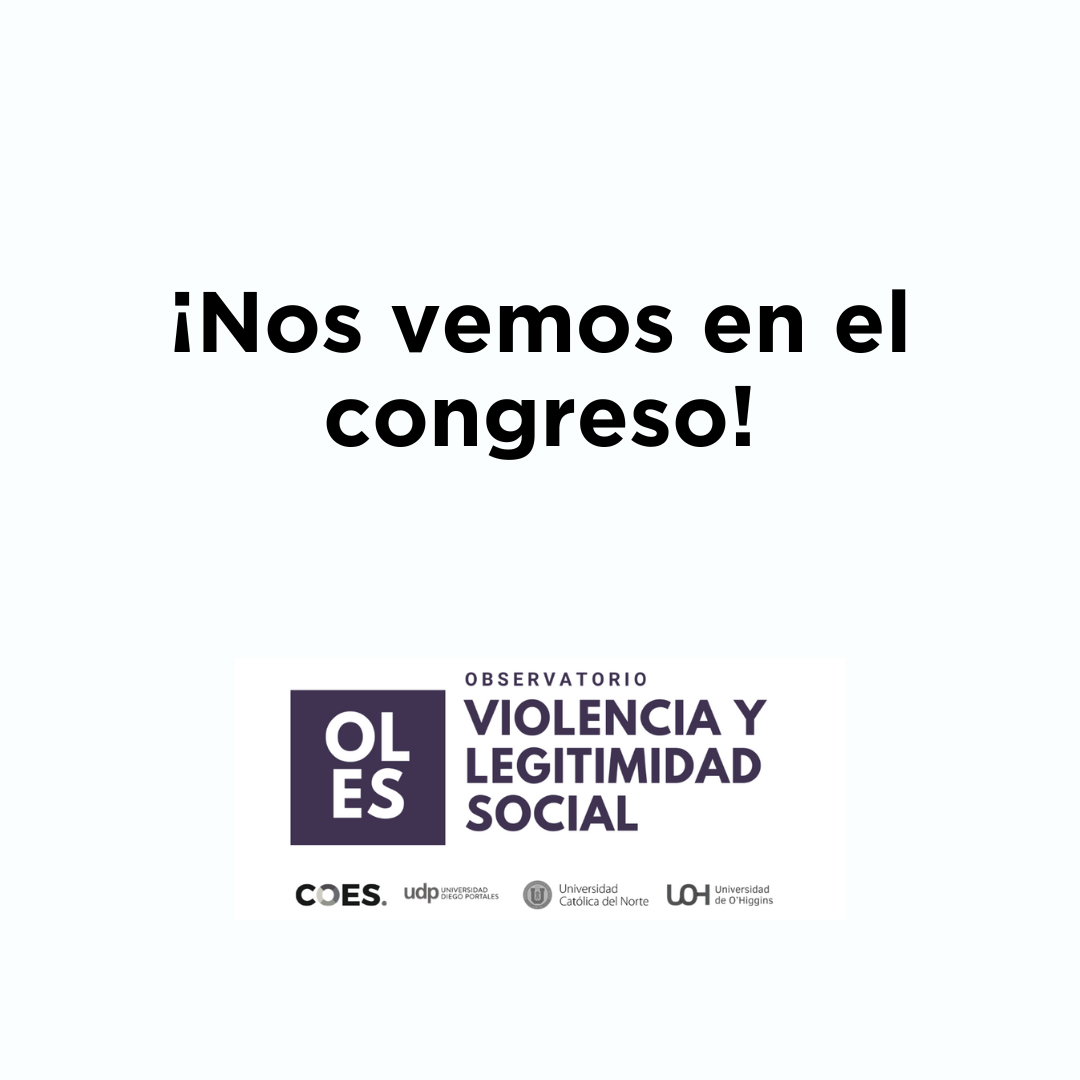 ¡Nos vemos en el
congreso!
OBSERVATORIO
VIOLENCIA Y
LEGITIMIDAD
SOCIAL
OL
ES
COES.
udp UNIVERSIDAD
DIEGO PORTALES
Universidad
Católica del Norte
UOH Universidad
de O'Higgins